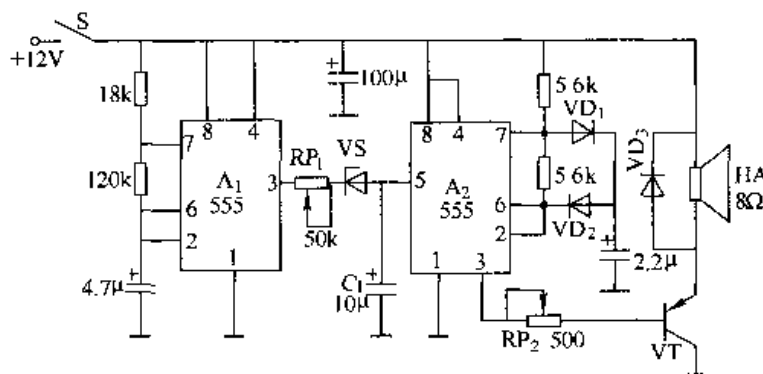 S
+12V
18k
120k
4.7μ
7
6
2
8
4
A₁
555
3
1
RP₁
50k
VS
100μ
C₁
10μ
5
8
4
A₂
555
7
6
2
1
3
5.6k
VD₁
5.6k
VD₂
2.2μ
RP₂ 500
VD₃
HA
8Ω
VT